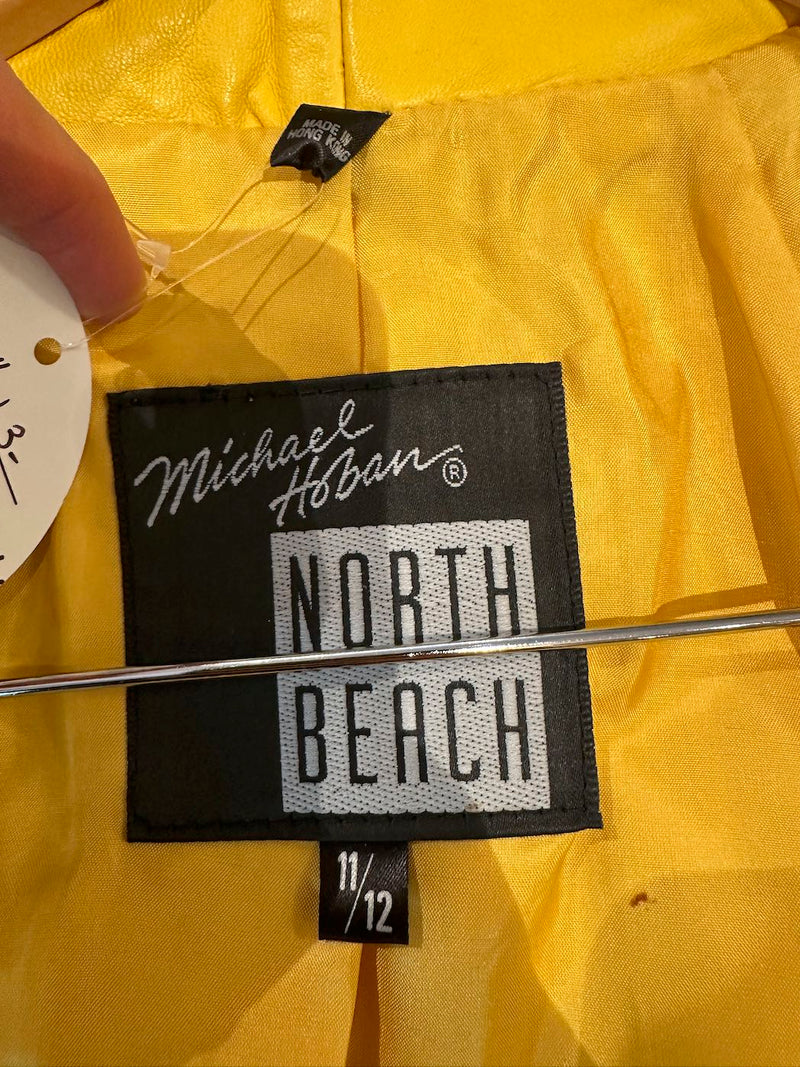 MADE IN
HONG KONG
Michael
Hoban ®
NORTH
BEACH
11/12